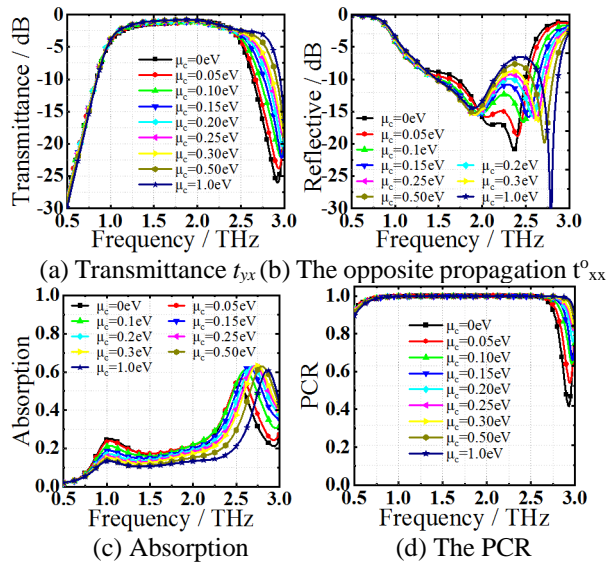 Transmittance / dB
0
-5
-10
-15
-20
-25
-30
μc=0eV
μc=0.05eV
μc=0.10eV
μc=0.15eV
μc=0.20eV
μc=0.25eV
μc=0.30eV
μc=0.50eV
μc=1.0eV
0.5 1.0 1.5 2.0 2.5 3.0
Frequency / THz
Reflective / dB
0
-5
-10
-15
-20
-25
-30
μc=0eV
μc=0.05eV
μc=0.1eV
μc=0.15eV μc=0.2eV
μc=0.25eV μc=0.3eV
μc=0.50eV μc=1.0eV
0.5 1.0 1.5 2.0 2.5 3.0
Frequency / THz
(a) Transmittance tyx (b) The opposite propagation toxx
Absorption
1.0
0.8
0.6
0.4
0.2
0.0
μc=0eV μc=0.05eV
μc=0.1eV μc=0.15eV
μc=0.2eV μc=0.25eV
μc=0.3eV μc=0.50eV
μc=1.0eV
0.5 1.0 1.5 2.0 2.5 3.0
Frequency / THz
PCR
1.0
0.8
0.6
0.4
0.2
0.0
μc=0eV
μc=0.05eV
μc=0.10eV
μc=0.15eV
μc=0.20eV
μc=0.25eV
μc=0.30eV
μc=0.50eV
μc=1.0eV
0.5 1.0 1.5 2.0 2.5 3.0
Frequency / THz
(c) Absorption (d) The PCR